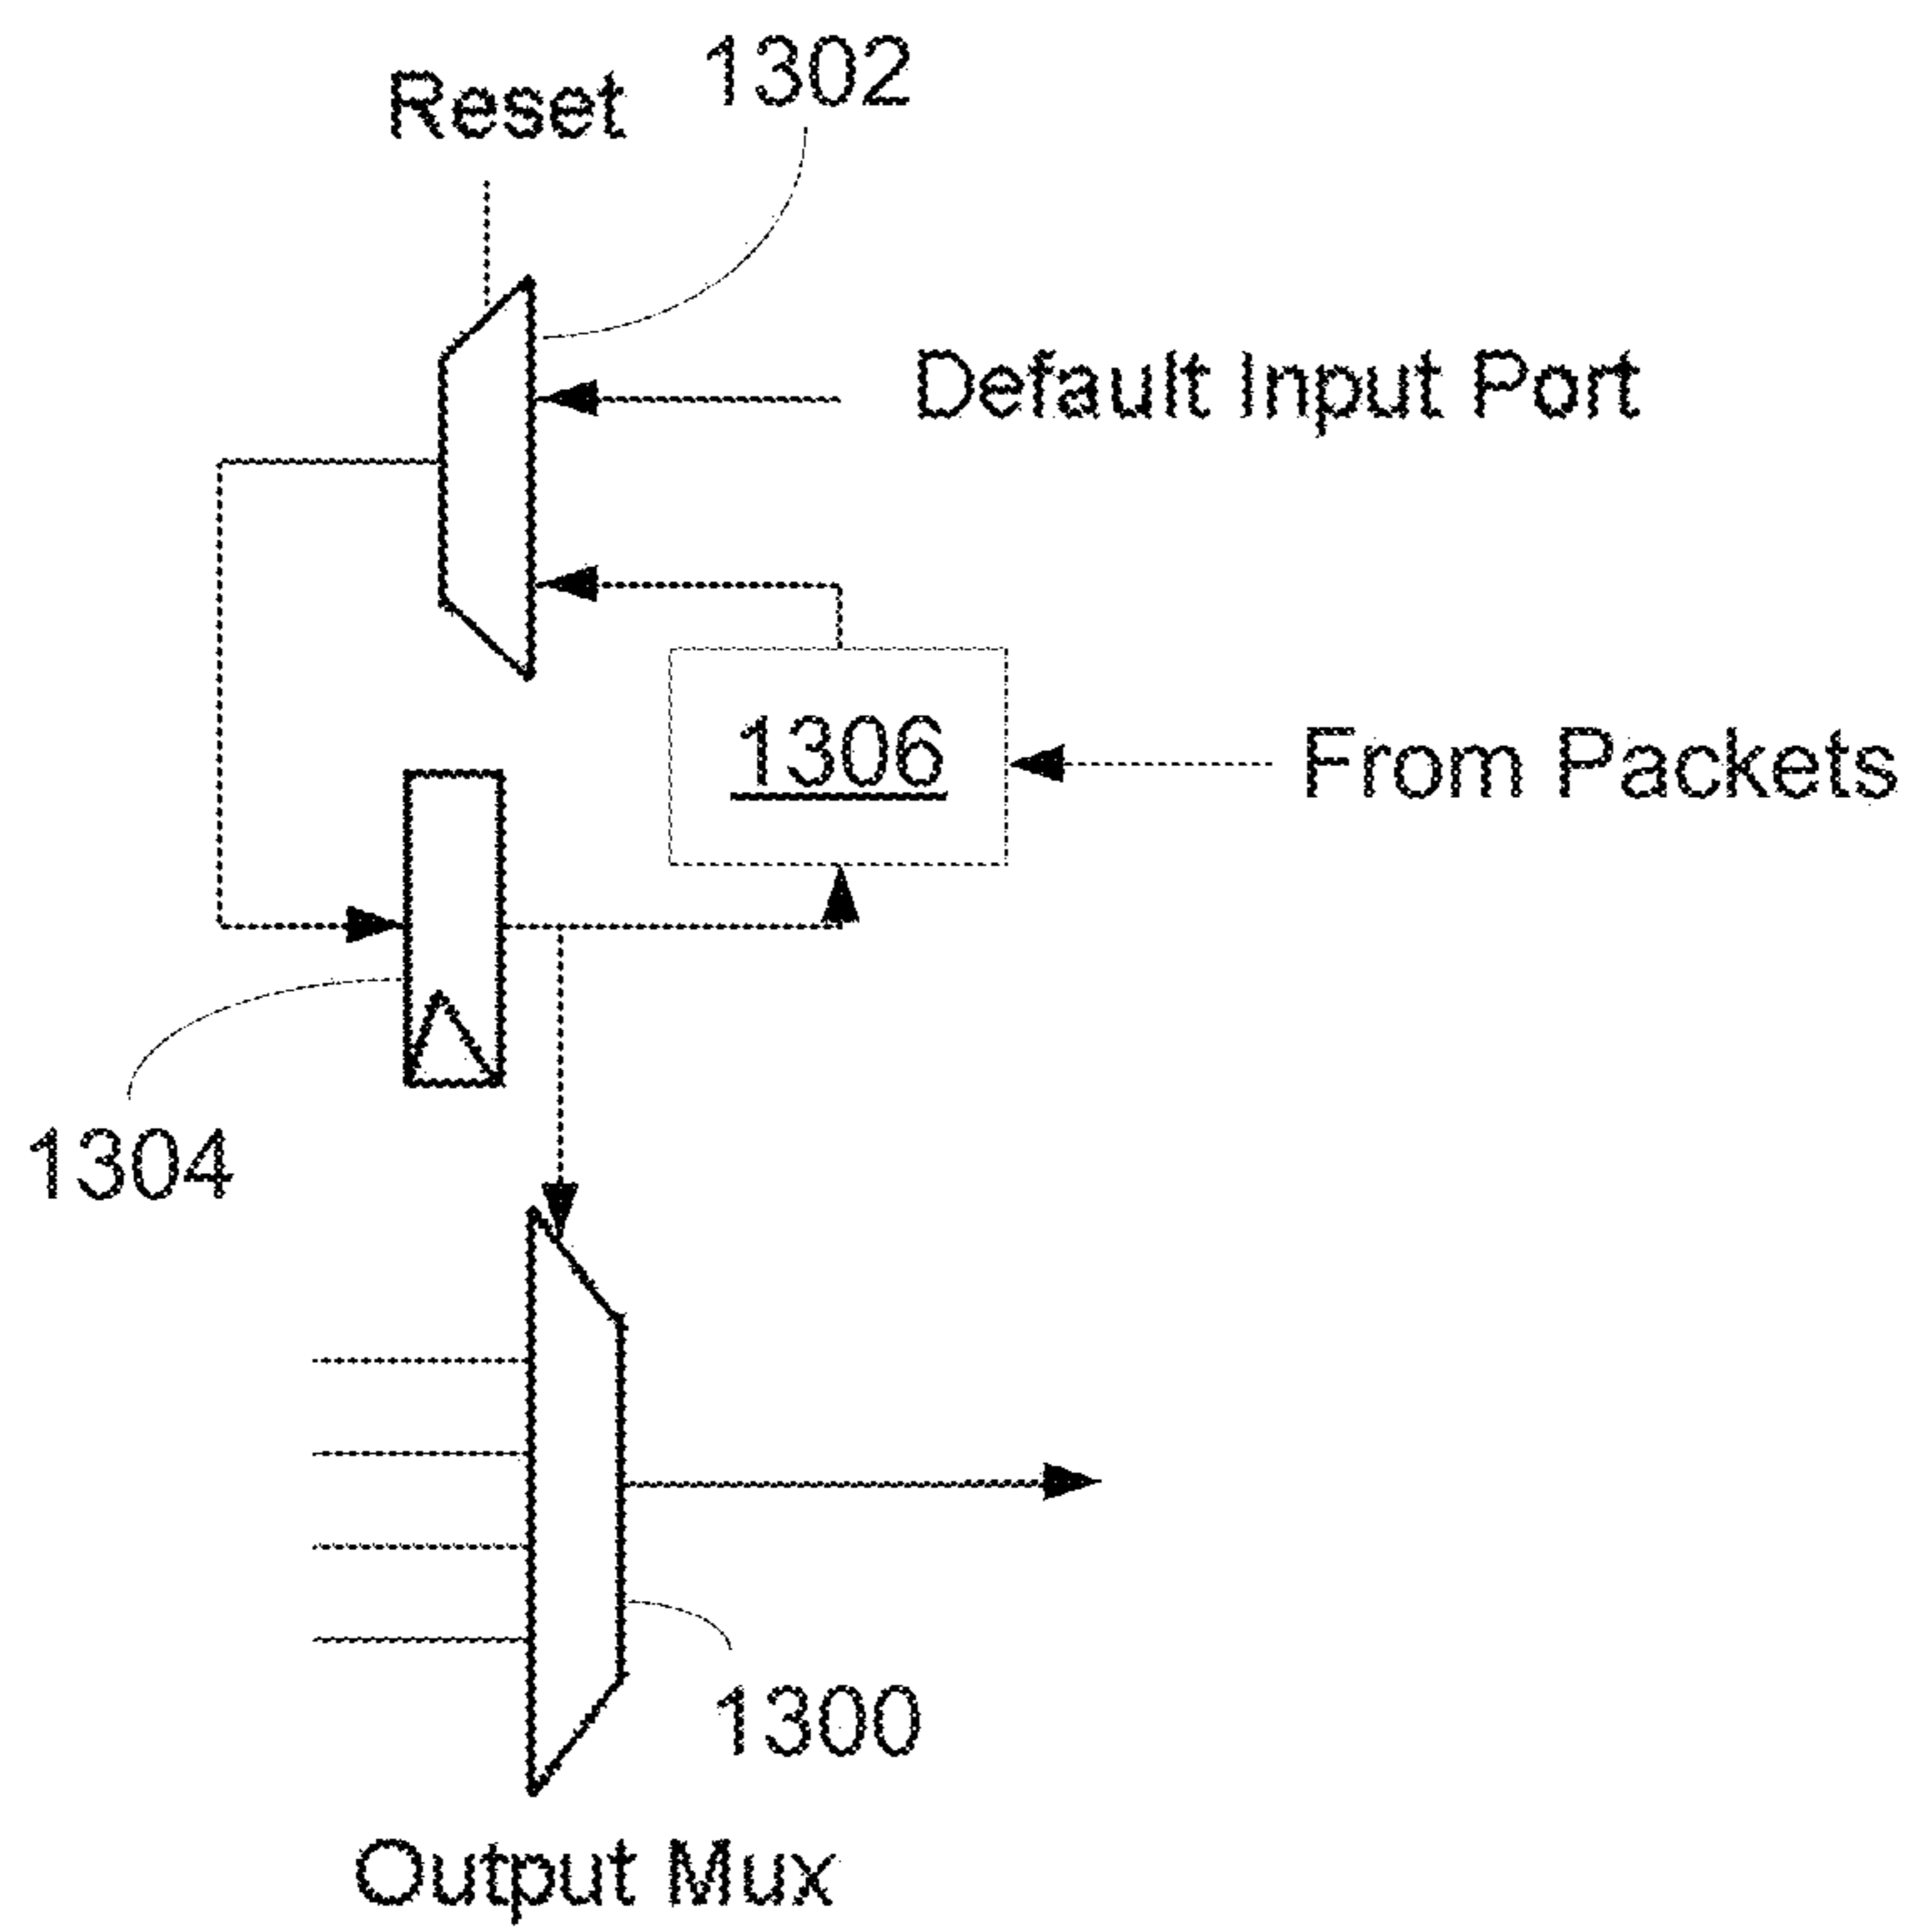 1302
Reset
Default Input Port
1306
From Packets
1304
1300
Output Mux